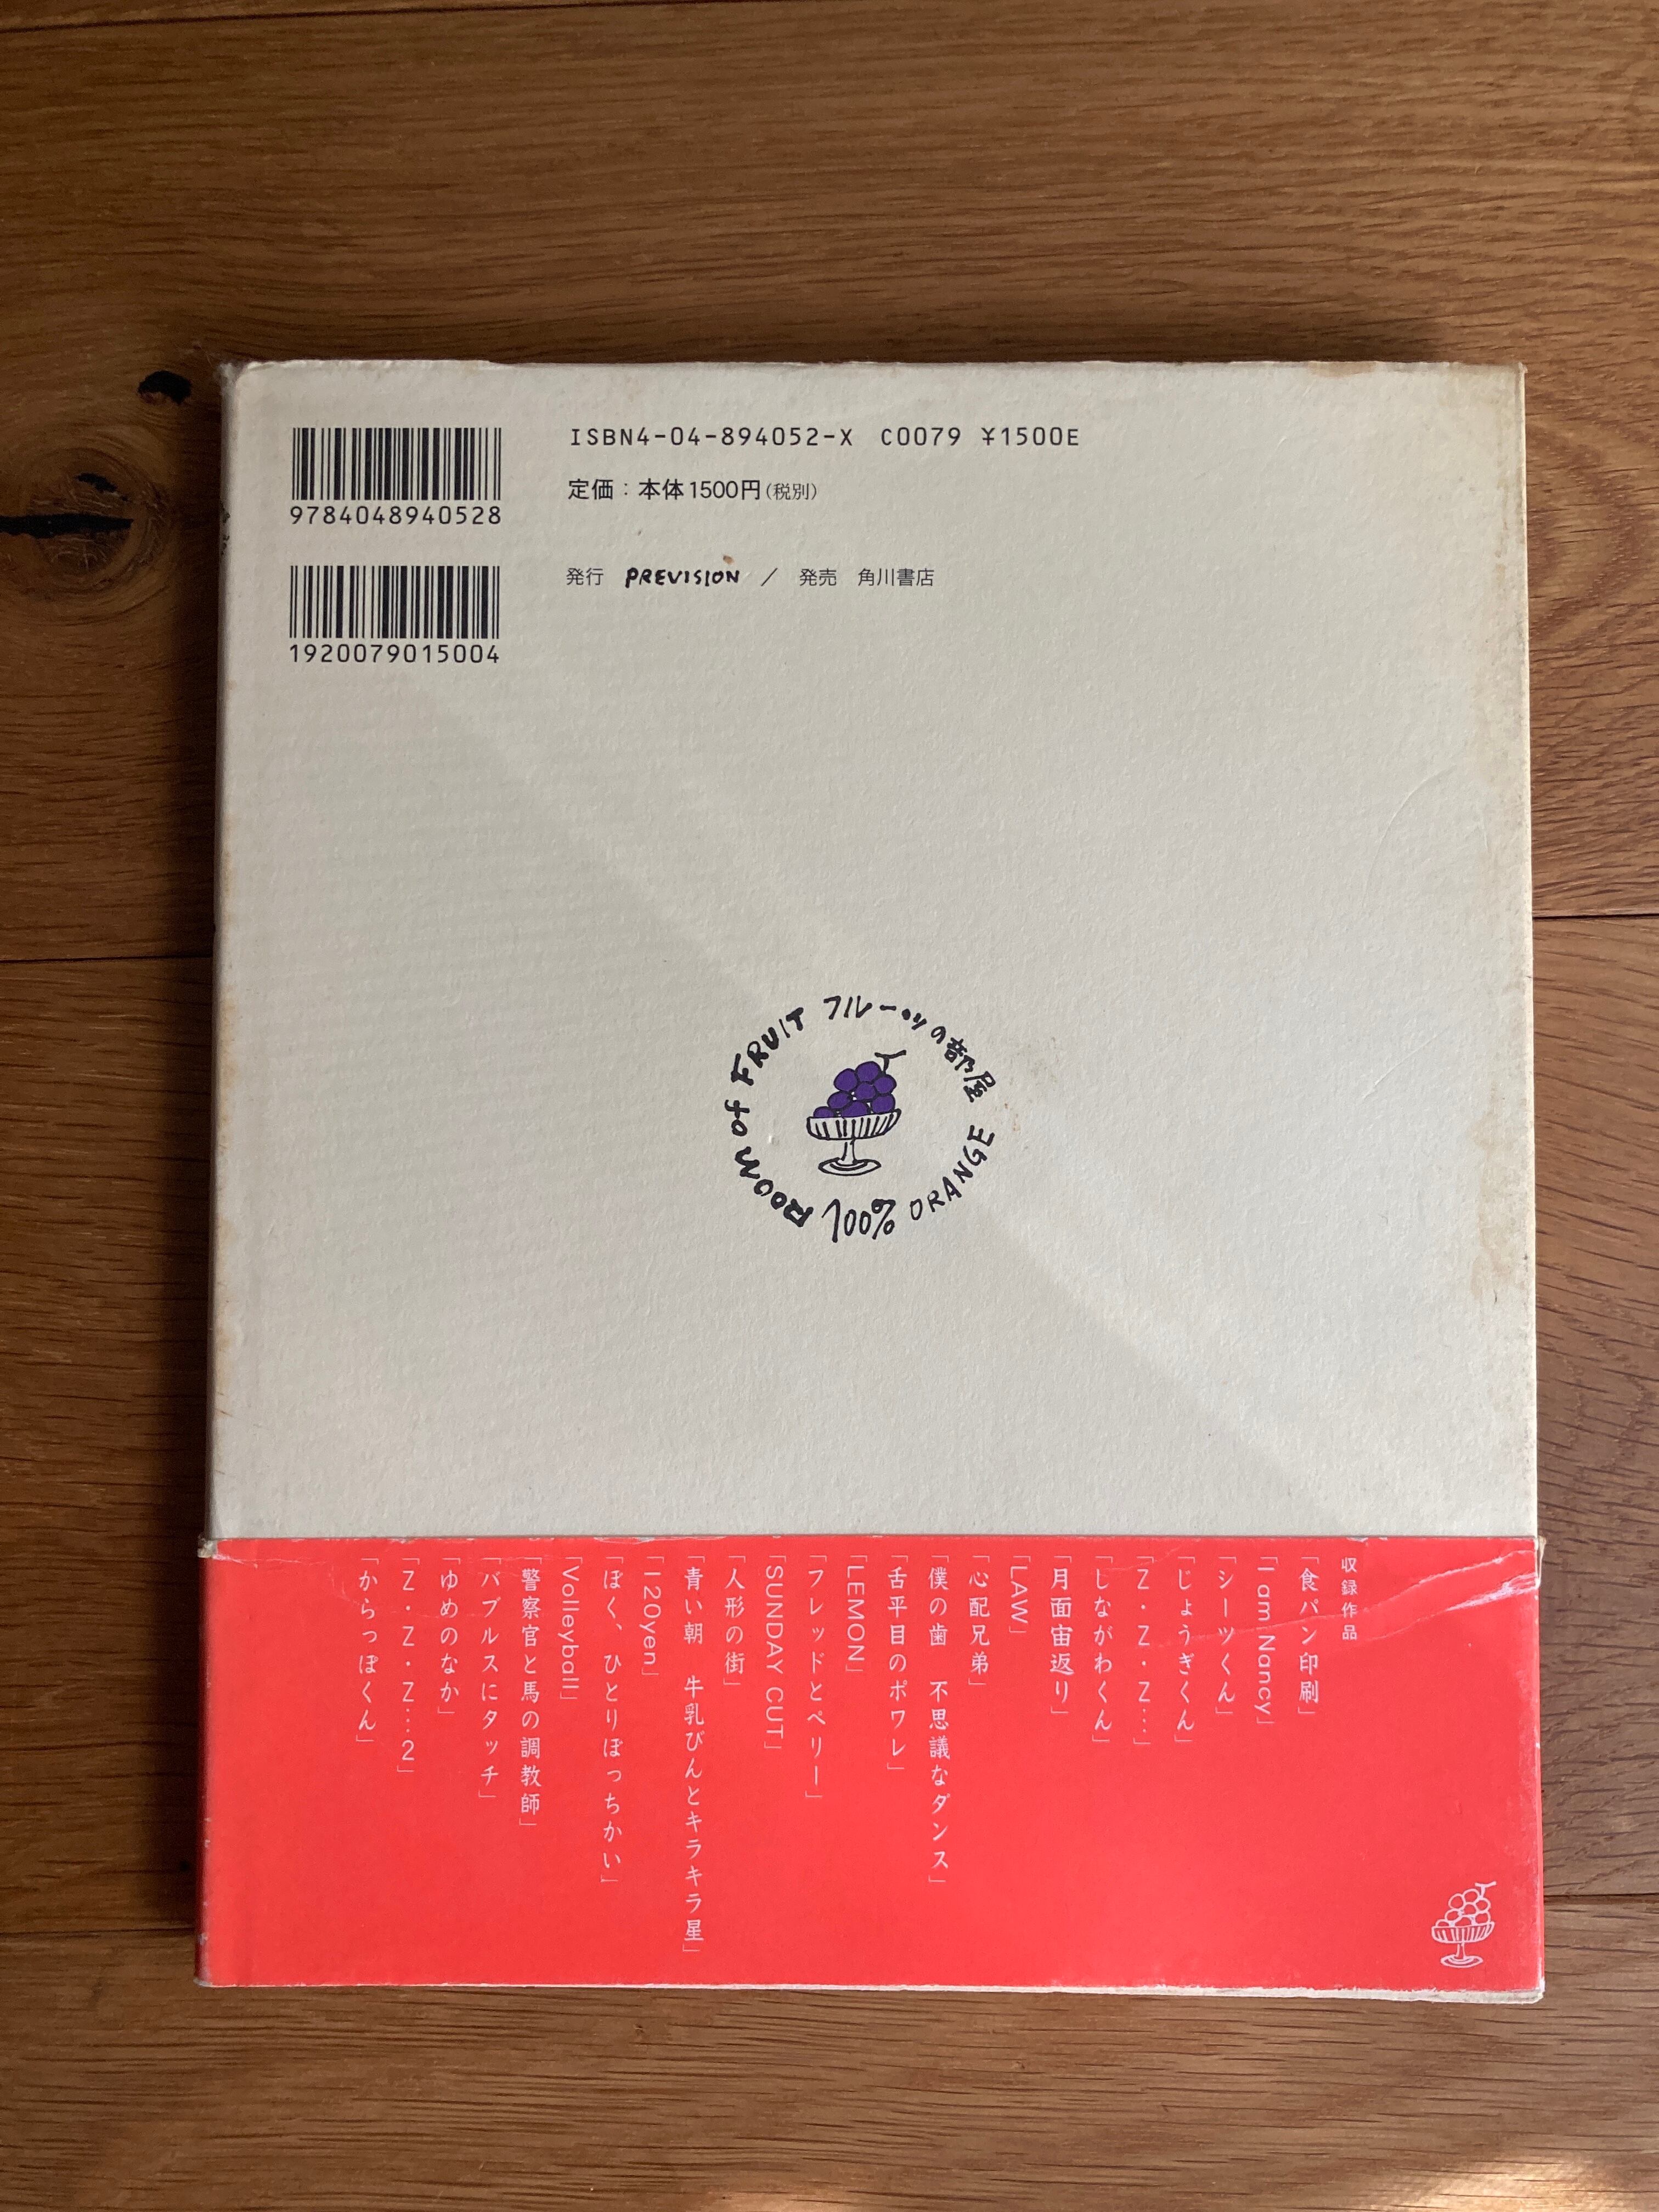 ISBN4-04-894052-X C0079 ¥1500E
9784048940528
定価:本体1500円(税別)
発行 PREVISION / 発売 角川書店
1920079015004
Room of FRUIT フルーツの部屋 100% ORANGE
収録作品
「食パン印刷」
「I am Nancy」
「シーツくん」
「じょうぎくん」
「Z・Z・Z…」
「しながわくん」
「月面宙返り」
「LAW」
「心配兄弟」
「僕の歯 不思議なダンス」
「舌平目のポワレ」
「LEMON」
「フレッドとペリー」
「SUNDAY CUT」
「人形の街」
「青い朝 牛乳びんとキラキラ星」
「120yen」
「ぼく、ひとりぼっちかい」
「Volleyball」
「警察官と馬の調教師」
「バブルスにタッチ」
「ゆめのなか」
「Z・Z・Z…2」
「からっぽくん」